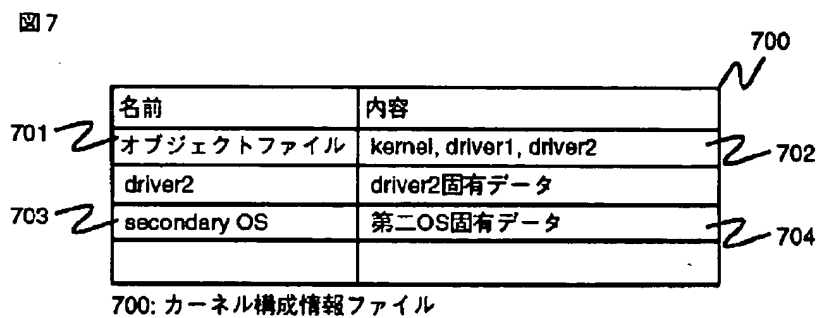 図7
700
名前 内容
701 オブジェクトファイル kernel, driver1, driver2 702
driver2 driver2固有データ
703 secondary OS 第二OS固有データ 704
700: カーネル構成情報ファイル